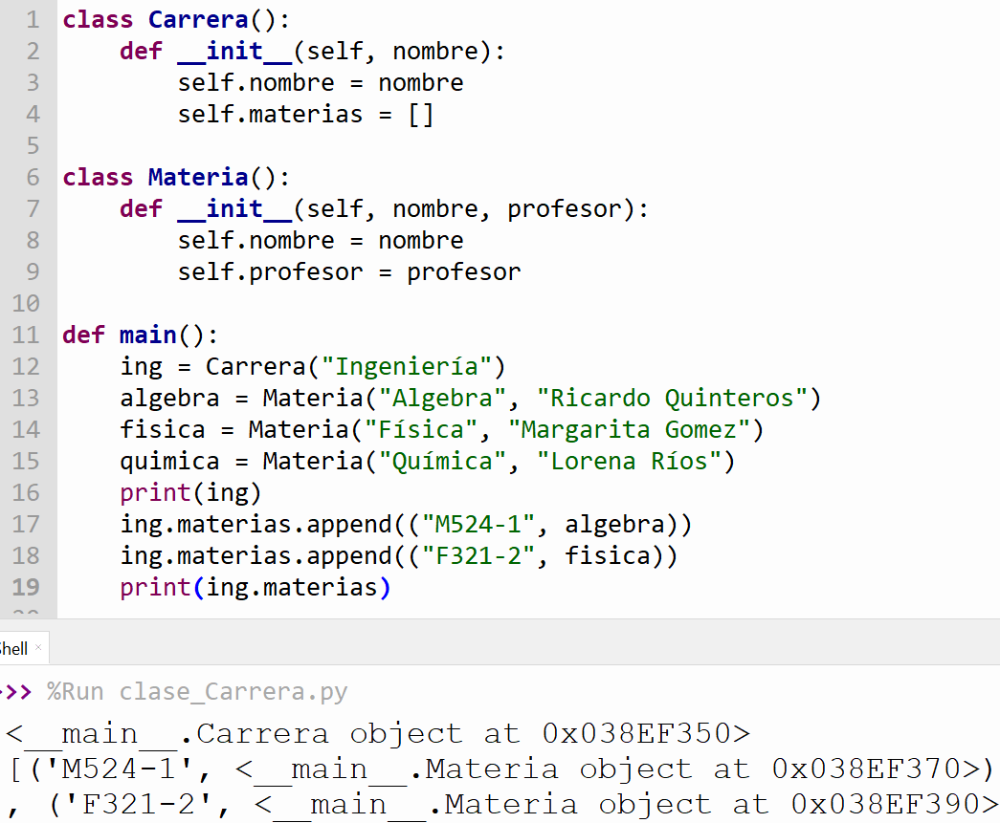 1 class Carrera():
2     def __init__(self, nombre):
3         self.nombre = nombre
4         self.materias = []
5
6 class Materia():
7     def __init__(self, nombre, profesor):
8         self.nombre = nombre
9         self.profesor = profesor
10
11 def main():
12     ing = Carrera("Ingeniería")
13     algebra = Materia("Algebra", "Ricardo Quinteros")
14     fisica = Materia("Física", "Margarita Gomez")
15     quimica = Materia("Química", "Lorena Ríos")
16     print(ing)
17     ing.materias.append(("M524-1", algebra))
18     ing.materias.append(("F321-2", fisica))
19     print(ing.materias)
hell ×
>>> %Run clase_Carrera.py
<__main__.Carrera object at 0x038EF350>
[('M524-1', <__main__.Materia object at 0x038EF370>)
, ('F321-2', <__main__.Materia object at 0x038EF390>